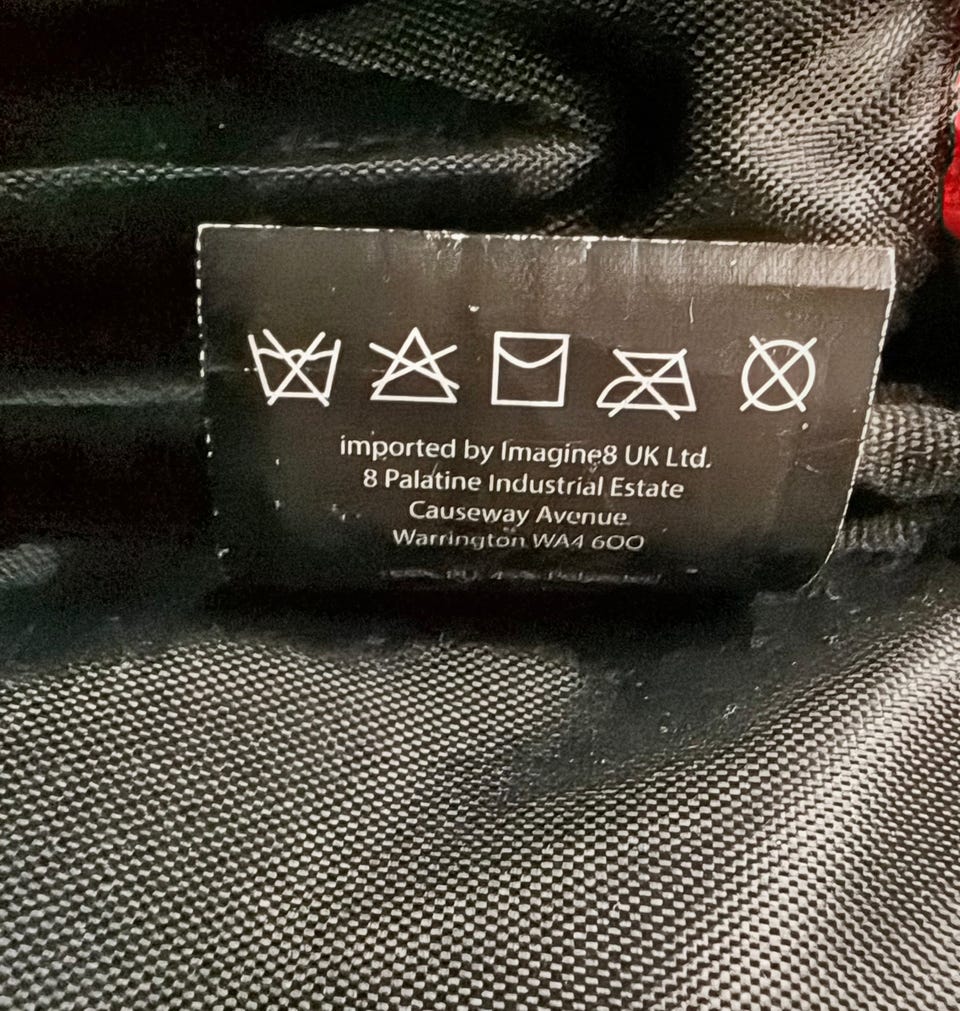 imported by Imagine8 UK Ltd.
8 Palatine Industrial Estate
Causeway Avenue
Warrington WA4 6QQ